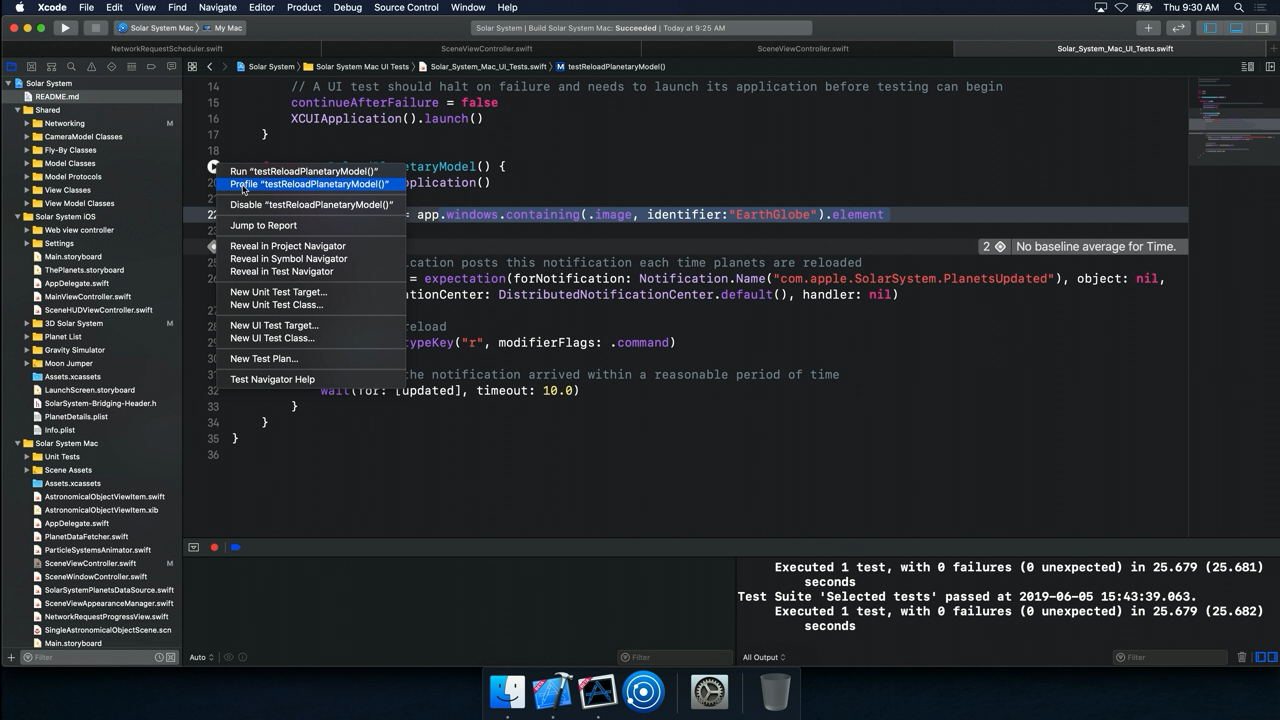 Xcode File Edit View Find Navigate Editor Product Debug Source Control Window Help Thu 9:30 AM
Solar System Mac My Mac Solar System | Build Solar System Mac: Succeeded | Today at 9:25 AM
NetworkRequestScheduler.swift SceneViewController.swift SceneViewController.swift Solar_System_Mac_UI_Tests.swift
Solar System Solar System Mac UI Tests Solar_System_Mac_UI_Tests.swift M testReloadPlanetaryModel()
Solar System
README.md
Shared
Networking M
CameraModel Classes
Fly-By Classes
Model Classes
Model Protocols
View Classes
View Model Classes
Solar System iOS
Web view controller
Settings
Main.storyboard
ThePlanets.storyboard
AppDelegate.swift
MainViewController.swift
SceneHUDViewController.swift
3D Solar System
Planet List
Gravity Simulator
Moon Jumper
Assets.xcassets
LaunchScreen.storyboard
SolarSystem-Bridging-Header.h
PlanetDetails.plist
Info.plist
Solar System Mac
Unit Tests
Scene Assets
Assets.xcassets
AstronomicalObjectViewItem.swift
AstronomicalObjectViewItem.xib
AppDelegate.swift
PlanetDataFetcher.swift
ParticleSystemsAnimator.swift
SceneViewController.swift M
SceneWindowController.swift
SolarSystemPlanetsDataSource.swift
SceneViewAppearanceManager.swift
NetworkRequestProgressView.swift
SingleAstronomicalObjectScene.scn
Main.storyboard
Filter
14 // A UI test should halt on failure and needs to launch its application before testing can begin
15 continueAfterFailure = false
16 XCUIApplication().launch()
17 }
18
etaryModel() {
plication()
22 = app.windows.containing(.image, identifier:"EarthGlobe").element
2 No baseline average for Time.
ication posts this notification each time planets are reloaded
= expectation(forNotification: Notification.Name("com.apple.SolarSystem.PlanetsUpdated"), object: nil,
ationCenter: DistributedNotificationCenter.default(), handler: nil)
reload
typeKey("r", modifierFlags: .command)
the notification arrived within a reasonable period of time
wait(for: [updated], timeout: 10.0)
33 }
34 }
35 }
36
Run "testReloadPlanetaryModel()"
Profile "testReloadPlanetaryModel()"
Disable "testReloadPlanetaryModel()"
Jump to Report
Reveal in Project Navigator
Reveal in Symbol Navigator
Reveal in Test Navigator
New Unit Test Target...
New Unit Test Class...
New UI Test Target...
New UI Test Class...
New Test Plan...
Test Navigator Help
Executed 1 test, with 0 failures (0 unexpected) in 25.679 (25.681)
seconds
Test Suite 'Selected tests' passed at 2019-06-05 15:43:39.063.
Executed 1 test, with 0 failures (0 unexpected) in 25.679 (25.682)
seconds
Auto Filter All Output Filter